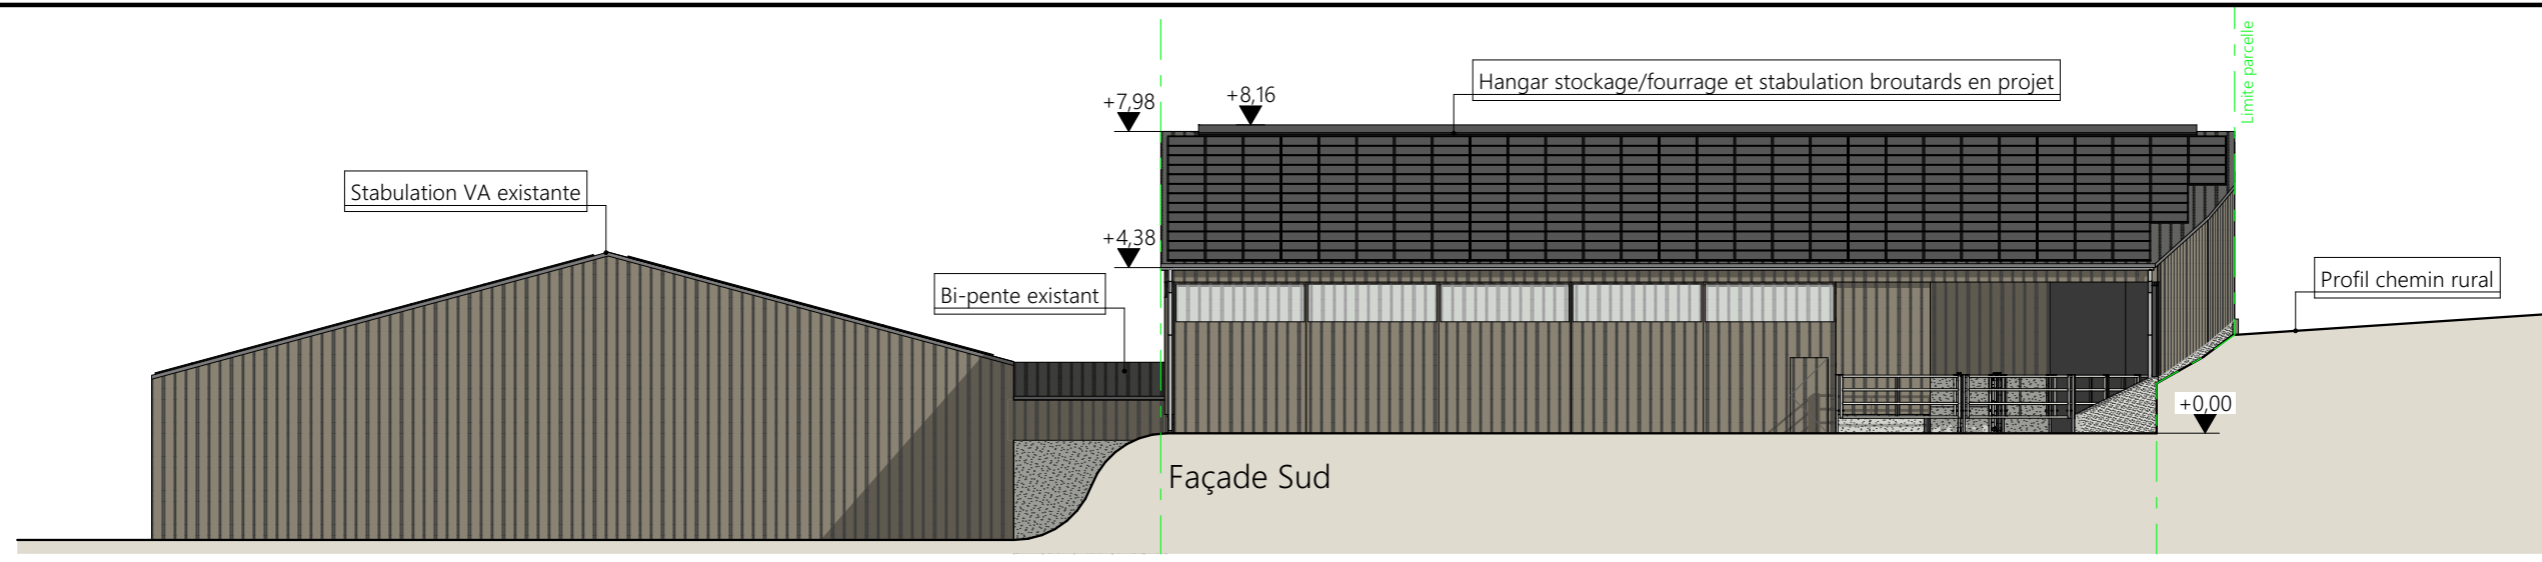 Limite parcelle
Hangar stockage/fourrage et stabulation broutards en projet
+7,98
+8,16
Stabulation VA existante
+4,38
Bi-pente existant
Profil chemin rural
+0,00
Façade Sud